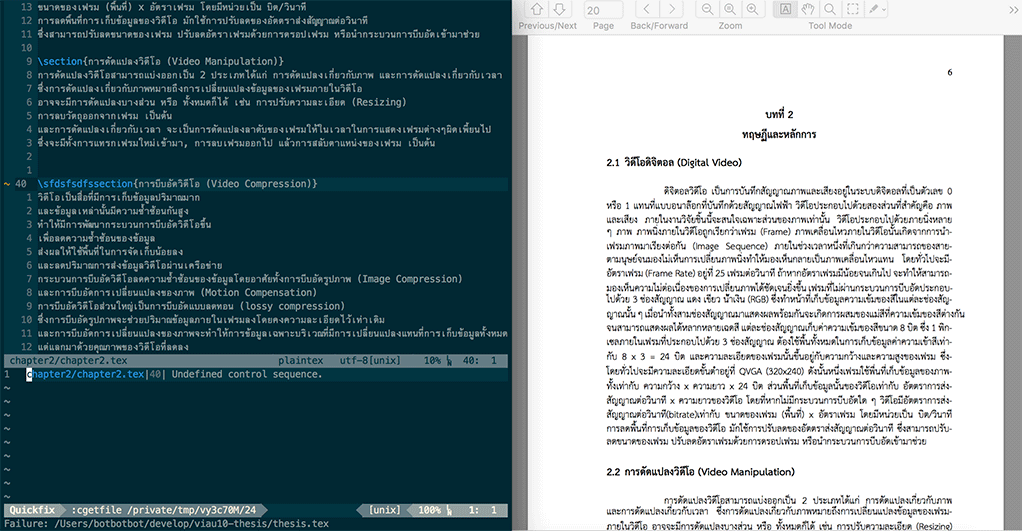 13 ขนาดของเฟรม (พื้นที่) x อัตราเฟรม โดยมีหน่วยเป็น บิต/วินาที
12 การลดพื้นที่การเก็บข้อมูลของวิดีโอ มักใช้การปรับลดของอัตราส่งสัญญาณต่อวินาที
11 ซึ่งสามารถปรับลดขนาดของเฟรม ปรับลดอัตราเฟรมด้วยการดรอปเฟรม หรือนำกระบวนการบีบอัดเข้ามาช่วย
10
9 \section{การดัดแปลงวิดีโอ (Video Manipulation)}
8 การดัดแปลงวิดีโอสามารถแบ่งออกเป็น 2 ประเภทได้แก่ การดัดแปลงเกี่ยวกับภาพ และการดัดแปลงเกี่ยวกับเวลา
7 ซึ่งการดัดแปลงเกี่ยวกับภาพหมายถึงการเปลี่ยนแปลงข้อมูลของเฟรมภายในวิดีโอ
6 อาจจะมีการดัดแปลงบางส่วน หรือ ทั้งหมดก็ได้ เช่น การปรับความละเอียด (Resizing)
5 การลบวัตถุออกจากเฟรม เป็นต้น
4 และการดัดแปลงเกี่ยวกับเวลา จะเป็นการดัดแปลงลำดับของเฟรมให้ในเวลาในการแสดงเฟรมต่างๆผิดเพี้ยนไป
3 ซึ่งจะมีทั้งการแทรกเฟรมใหม่เข้ามา, การลบเฟรมออกไป แล้วการสลับตำแหน่งของเฟรม เป็นต้น
2
1
~ 40 \sfdsfsdfssection{การบีบอัดวิดีโอ (Video Compression)}
1 วิดีโอเป็นสื่อที่มีการเก็บข้อมูลปริมาณมาก
2 และข้อมูลเหล่านั้นมีความซ้ำซ้อนกันสูง
3 ทำให้มีการพัฒนากระบวนการบีบอัดวิดีโอขึ้น
4 เพื่อลดความซ้ำซ้อนของข้อมูล
5 ส่งผลให้ใช้พื้นที่ในการจัดเก็บน้อยลง
6 และลดปริมาณการส่งข้อมูลวิดีโอผ่านเครือข่าย
7 กระบวนการบีบอัดวิดีโอลดความซ้ำซ้อนของข้อมูลโดยอาศัยทั้งการบีบอัดรูปภาพ (Image Compression)
8 และการบีบอัดการเปลี่ยนแปลงของภาพ (Motion Compensation)
9 การบีบอัดวิดีโอส่วนใหญ่เป็นการบีบอัดแบบลดทอน (lossy compression)
10 ซึ่งการบีบอัดรูปภาพจะช่วยปริมาณข้อมูลภายในเฟรมลงโดยคงความละเอียดไว้เท่าเดิม
11 และการบีบอัดการเปลี่ยนแปลงของภาพจะทำให้การข้อมูลเฉพาะบริเวณที่มีการเปลี่ยนแปลงแทนที่การเก็บข้อมูลทั้งหมด
12 แต่แลกมาด้วยคุณภาพของวิดีโอที่ลดลง
chapter2/chapter2.tex plaintex utf-8[unix] 10% 40: 1
1 chapter2/chapter2.tex|40| Undefined control sequence.
Quickfix :cgetfile /private/tmp/vy3c70M/24 [unix] 100% 1: 1
Failure: /Users/botbotbot/develop/viau10-thesis/thesis.tex
20
Previous/Next Page Back/Forward Zoom Tool Mode
6
บทที่ 2
ทฤษฎีและหลักการ
2.1 วิดีโอดิจิตอล (Digital Video)
ดิจิตอลวิดีโอ เป็นการบันทึกสัญญาณภาพและเสียงอยู่ในระบบดิจิตอลที่เป็นตัวเลข 0
หรือ 1 แทนที่แบบอนาล็อกที่บันทึกด้วยสัญญาณไฟฟ้า วิดีโอประกอบไปด้วยสองส่วนที่สำคัญคือ ภาพ
และเสียง ภายในงานวิจัยชิ้นนี้จะสนใจเฉพาะส่วนของภาพเท่านั้น วิดีโอประกอบไปด้วยภายนิ่งหลาย
ๆ ภาพ ภาพนิ่งภายในวิดีโอถูกเรียกว่าเฟรม (Frame) ภาพเคลื่อนไหวภายในวิดีโอนั้นเกิดจากการนำ-
เฟรมภาพมาเรียงต่อกัน (Image Sequence) ภายในช่วงเวลาหนึ่งที่เกินกว่าความสามารถของสาย-
ตามนุษย์จนมองไม่เห็นการเปลี่ยนภาพนิ่งทำให้มองเห็นกลายเป็นภาพเคลื่อนไหวแทน โดยทั่วไปจะมี-
อัตราเฟรม (Frame Rate) อยู่ที่ 25 เฟรมต่อวินาที ถ้าหากอัตราเฟรมมีน้อยจนเกินไป จะทำให้สามารถ-
มองเห็นความไม่ต่อเนื่องของการเปลี่ยนภาพได้ชัดเจนยิ่งขึ้น เฟรมที่ไม่ผ่านกระบวนการบีบอัดประกอบ-
ไปด้วย 3 ช่องสัญญาณ แดง เขียว น้ำเงิน (RGB) ซึ่งทำหน้าที่เก็บข้อมูลความเข้มของสีในแต่ละช่องสัญ-
ญาณนั้น ๆ เมื่อนำทั้งสามช่องสัญญาณมาแสดงผลพร้อมกันจะเกิดการผสมของแม่สีที่ความเข้มของสีต่างกัน
จนสามารถแสดงผลได้หลากหลายเฉดสี แต่ละช่องสัญญาณเก็บค่าความเข้มของสีขนาด 8 บิต ซึ่ง 1 พิก-
เซลภายในเฟรมที่ประกอบไปด้วย 3 ช่องสัญญาณ ต้องใช้พื้นที่ทั้งหมดในการเก็บข้อมูลค่าความเข้าสีเท่า-
กับ 8 x 3 = 24 บิต และความละเอียดของเฟรมนั้นขึ้นอยู่กับความกว้างและความสูงของเฟรม ซึ่ง-
โดยทั่วไปจะมีความละเอียดขั้นต่ำอยู่ที่ QVGA (320x240) ดังนั้นหนึ่งเฟรมใช้พื้นที่เก็บข้อมูลของภาพ-
ทั้งเท่ากับ ความกว้าง x ความยาว x 24 บิต ส่วนพื้นที่เก็บข้อมูลนั้นของวิดีโอเท่ากับ อัตตราการส่ง-
สัญญาณต่อวินาที x ความยาวของวิดีโอ โดยที่หากไม่มีกระบวนการบีบอัดใด ๆ วิดีโอมีอัตตราการส่ง-
สัญญาณต่อวินาที(bitrate)เท่ากับ ขนาดของเฟรม (พื้นที่) x อัตราเฟรม โดยมีหน่วยเป็น บิต/วินาที
การลดพื้นที่การเก็บข้อมูลของวิดีโอ มักใช้การปรับลดของอัตตราส่งสัญญาณต่อวินาที ซึ่งสามารถปรับ-
ลดขนาดของเฟรม ปรับลดอัตราเฟรมด้วยการดรอปเฟรม หรือนำกระบวนการบีบอัดเข้ามาช่วย
2.2 การดัดแปลงวิดีโอ (Video Manipulation)
การดัดแปลงวิดีโอสามารถแบ่งออกเป็น 2 ประเภทได้แก่ การดัดแปลงเกี่ยวกับภาพ
และการดัดแปลงเกี่ยวกับเวลา ซึ่งการดัดแปลงเกี่ยวกับภาพหมายถึงการเปลี่ยนแปลงข้อมูลของเฟรม-
ภายในวิดีโอ อาจจะมีการดัดแปลงบางส่วน หรือ ทั้งหมดก็ได้ เช่น การปรับความละเอียด (Resizing)